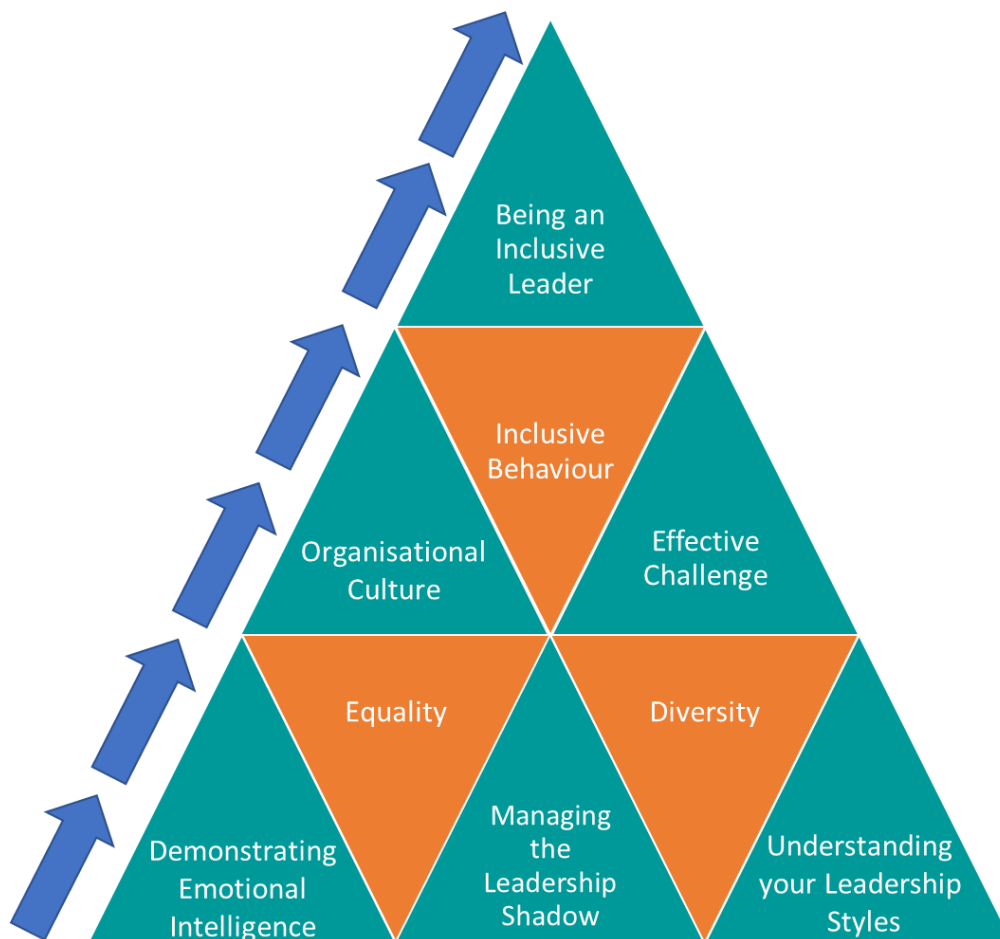 Being an
Inclusive
Leader
Inclusive
Behaviour
Organisational
Culture
Effective
Challenge
Equality
Diversity
Demonstrating
Emotional
Intelligence
Managing
the
Leadership
Shadow
Understanding
your Leadership
Styles